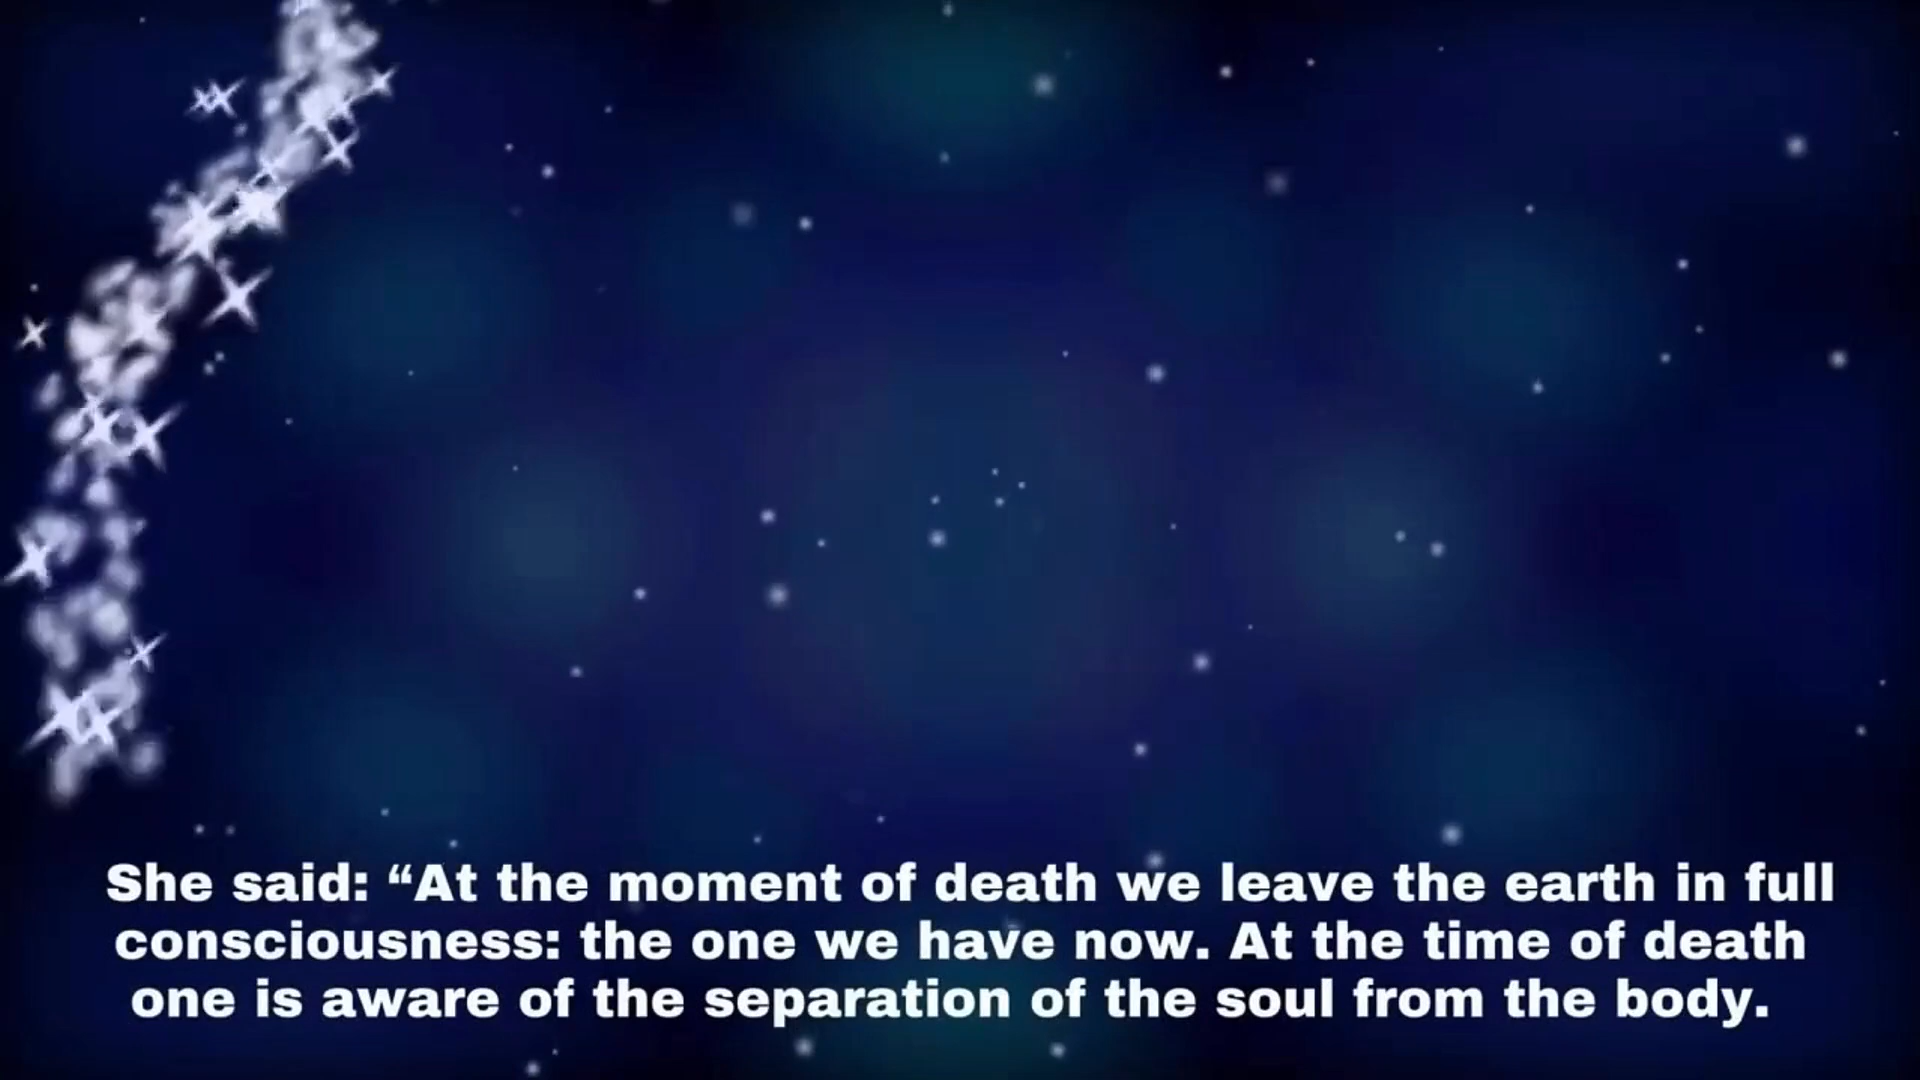 She said: “At the moment of death we leave the earth in full
consciousness: the one we have now. At the time of death
one is aware of the separation of the soul from the body.